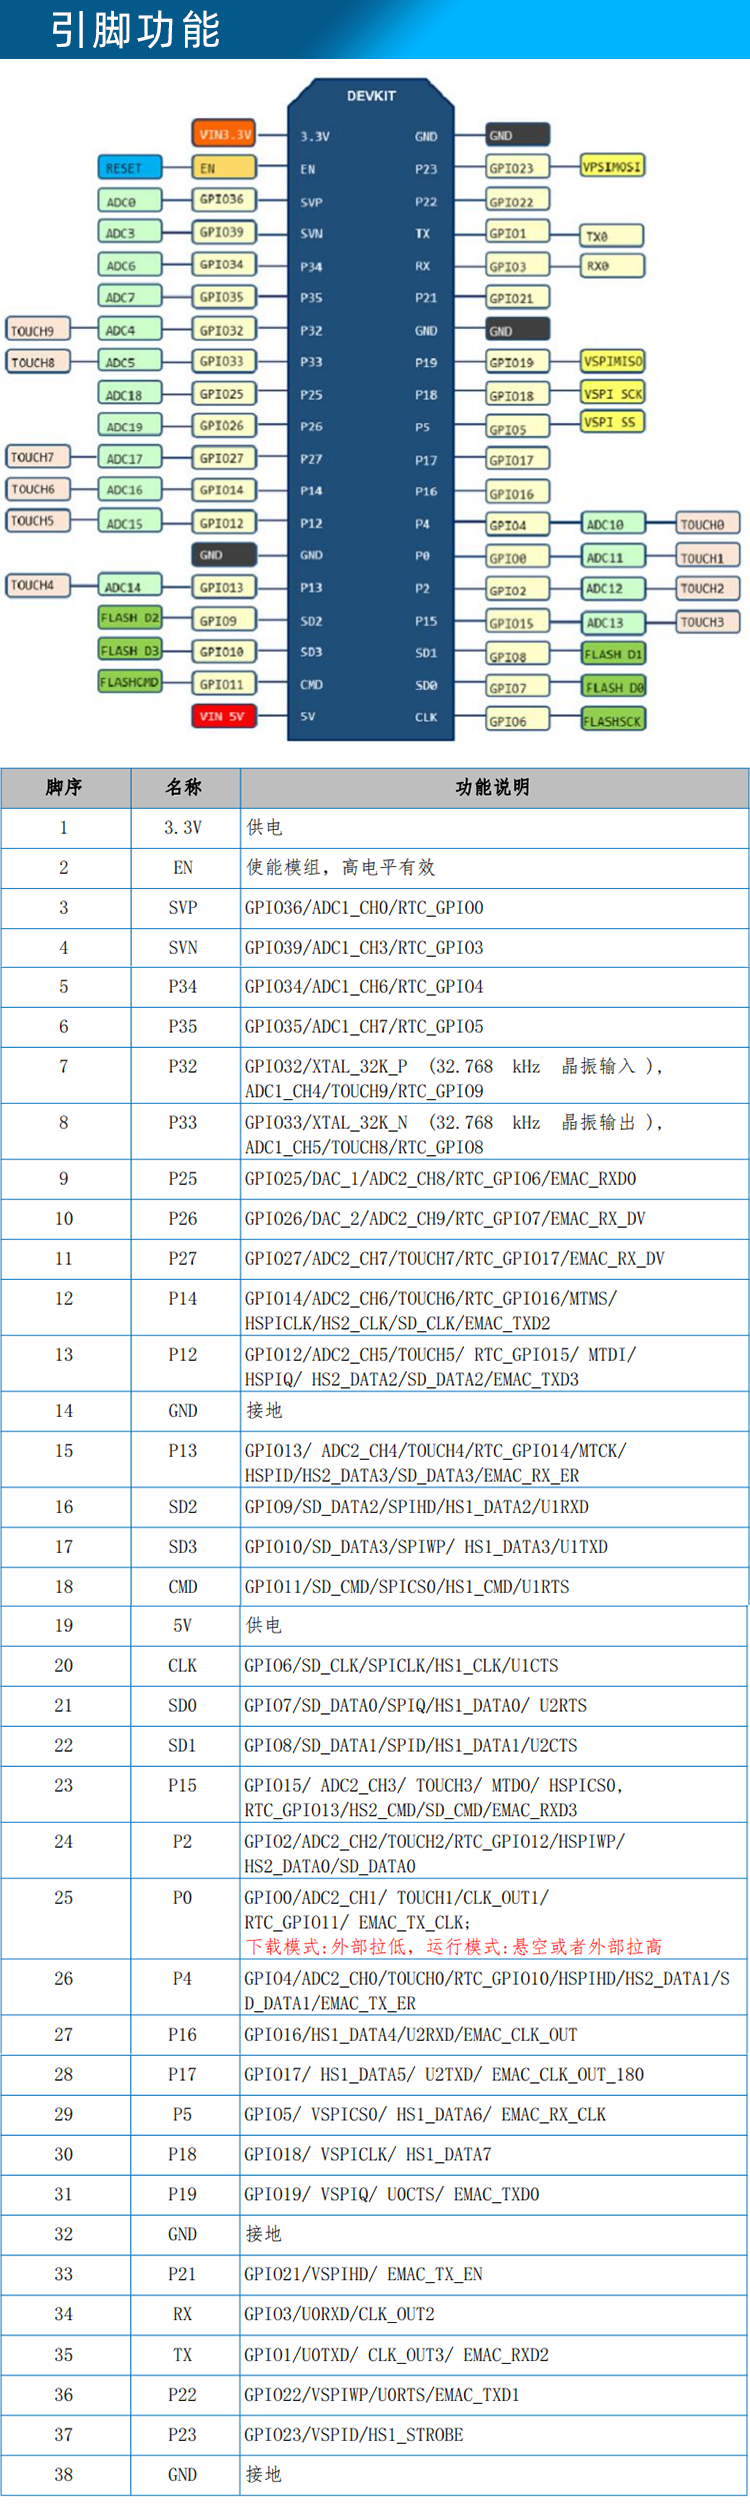 引脚功能
DEVKIT
VIN3.3V 3.3V GND GND
RESET EN EN P23 GPIO23 VPSIMOSI
ADC0 GPIO36 SVP P22 GPIO22
ADC3 GPIO39 SVN TX GPIO1 TX0
ADC6 GPIO34 P34 RX GPIO3 RX0
ADC7 GPIO35 P35 P21 GPIO21
TOUCH9 ADC4 GPIO32 P32 GND GND
TOUCH8 ADC5 GPIO33 P33 P19 GPIO19 VSPIMISO
ADC18 GPIO25 P25 P18 GPIO18 VSPI SCK
ADC19 GPIO26 P26 P5 GPIO5 VSPI SS
TOUCH7 ADC17 GPIO27 P27 P17 GPIO17
TOUCH6 ADC16 GPIO14 P14 P16 GPIO16
TOUCH5 ADC15 GPIO12 P12 P4 GPIO4 ADC10 TOUCH0
GND GND P0 GPIO0 ADC11 TOUCH1
TOUCH4 ADC14 GPIO13 P13 P2 GPIO2 ADC12 TOUCH2
FLASH D2 GPIO9 SD2 P15 GPIO15 ADC13 TOUCH3
FLASH D3 GPIO10 SD3 SD1 GPIO8 FLASH D1
FLASHCMD GPIO11 CMD SD0 GPIO7 FLASH D0
VIN 5V 5V CLK GPIO6 FLASHSCK
脚序 名称 功能说明
1 3.3V 供电
2 EN 使能模组，高电平有效
3 SVP GPIO36/ADC1_CH0/RTC_GPIO0
4 SVN GPIO39/ADC1_CH3/RTC_GPIO3
5 P34 GPIO34/ADC1_CH6/RTC_GPIO4
6 P35 GPIO35/ADC1_CH7/RTC_GPIO5
7 P32 GPIO32/XTAL_32K_P (32.768 kHz 晶振输入 ),
ADC1_CH4/TOUCH9/RTC_GPIO9
8 P33 GPIO33/XTAL_32K_N (32.768 kHz 晶振输出 ),
ADC1_CH5/TOUCH8/RTC_GPIO8
9 P25 GPIO25/DAC_1/ADC2_CH8/RTC_GPIO6/EMAC_RXD0
10 P26 GPIO26/DAC_2/ADC2_CH9/RTC_GPIO7/EMAC_RX_DV
11 P27 GPIO27/ADC2_CH7/TOUCH7/RTC_GPIO17/EMAC_RX_DV
12 P14 GPIO14/ADC2_CH6/TOUCH6/RTC_GPIO16/MTMS/
HSPICLK/HS2_CLK/SD_CLK/EMAC_TXD2
13 P12 GPIO12/ADC2_CH5/TOUCH5/ RTC_GPIO15/ MTDI/
HSPIQ/ HS2_DATA2/SD_DATA2/EMAC_TXD3
14 GND 接地
15 P13 GPIO13/ ADC2_CH4/TOUCH4/RTC_GPIO14/MTCK/
HSPID/HS2_DATA3/SD_DATA3/EMAC_RX_ER
16 SD2 GPIO9/SD_DATA2/SPIHD/HS1_DATA2/U1RXD
17 SD3 GPIO10/SD_DATA3/SPIWP/ HS1_DATA3/U1TXD
18 CMD GPIO11/SD_CMD/SPICS0/HS1_CMD/U1RTS
19 5V 供电
20 CLK GPIO6/SD_CLK/SPICLK/HS1_CLK/U1CTS
21 SD0 GPIO7/SD_DATA0/SPIQ/HS1_DATA0/ U2RTS
22 SD1 GPIO8/SD_DATA1/SPID/HS1_DATA1/U2CTS
23 P15 GPIO15/ ADC2_CH3/ TOUCH3/ MTDO/ HSPICS0,
RTC_GPIO13/HS2_CMD/SD_CMD/EMAC_RXD3
24 P2 GPIO2/ADC2_CH2/TOUCH2/RTC_GPIO12/HSPIWP/
HS2_DATA0/SD_DATA0
25 P0 GPIO0/ADC2_CH1/ TOUCH1/CLK_OUT1/
RTC_GPIO11/ EMAC_TX_CLK;
下载模式:外部拉低，运行模式:悬空或者外部拉高
26 P4 GPIO4/ADC2_CH0/TOUCH0/RTC_GPIO10/HSPIHD/HS2_DATA1/S
D_DATA1/EMAC_TX_ER
27 P16 GPIO16/HS1_DATA4/U2RXD/EMAC_CLK_OUT
28 P17 GPIO17/ HS1_DATA5/ U2TXD/ EMAC_CLK_OUT_180
29 P5 GPIO5/ VSPICS0/ HS1_DATA6/ EMAC_RX_CLK
30 P18 GPIO18/ VSPICLK/ HS1_DATA7
31 P19 GPIO19/ VSPIQ/ U0CTS/ EMAC_TXD0
32 GND 接地
33 P21 GPIO21/VSPIHD/ EMAC_TX_EN
34 RX GPIO3/U0RXD/CLK_OUT2
35 TX GPIO1/U0TXD/ CLK_OUT3/ EMAC_RXD2
36 P22 GPIO22/VSPIWP/U0RTS/EMAC_TXD1
37 P23 GPIO23/VSPID/HS1_STROBE
38 GND 接地